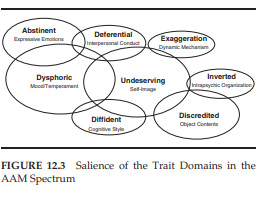 Abstinent
Expressive Emotions
Deferential
Interpersonal Conduct
Exaggeration
Dynamic Mechanism
Dysphoric
Mood/Temperament
Undeserving
Self-Image
Inverted
Intrapsychic Organization
Diffident
Cognitive Style
Discredited
Object Contents
FIGURE 12.3 Salience of the Trait Domains in the
AAM Spectrum